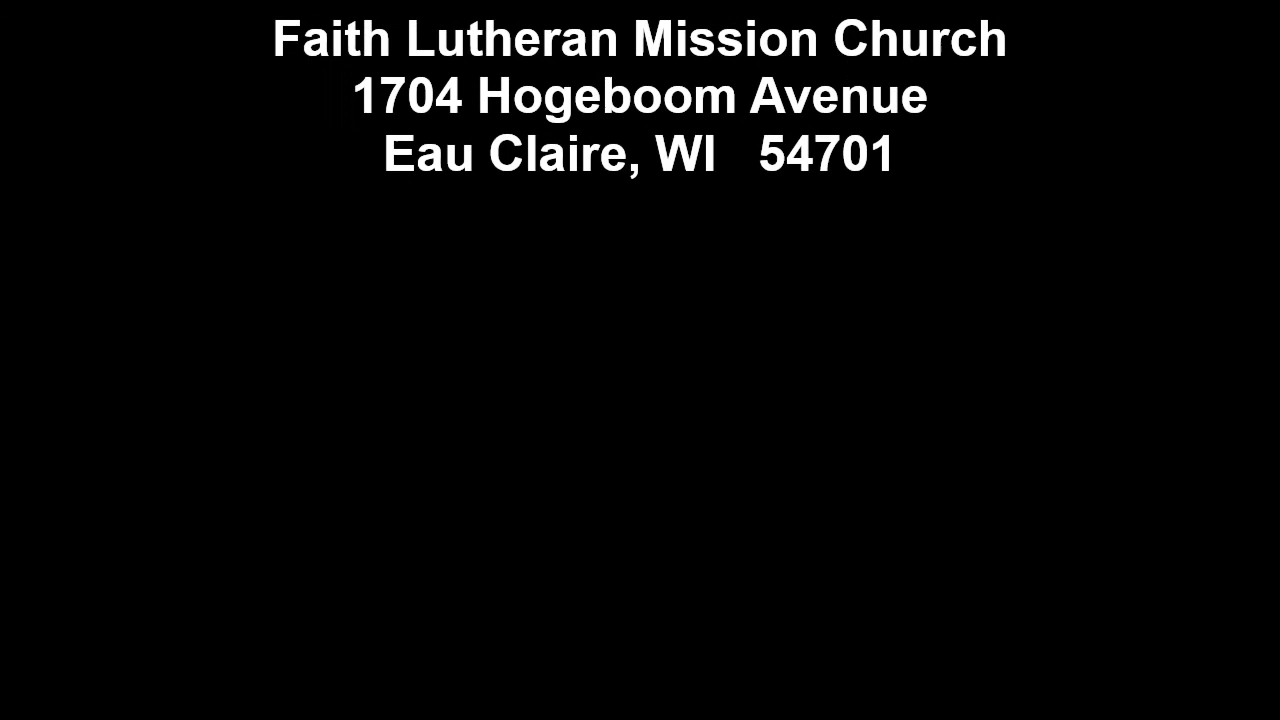 Faith Lutheran Mission Church
1704 Hogeboom Avenue
Eau Claire, WI   54701